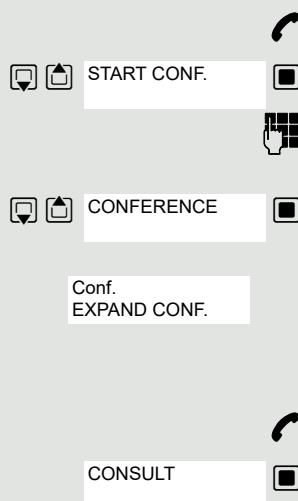 START CONF.
CONFERENCE
Conf.
EXPAND CONF.
CONSULT